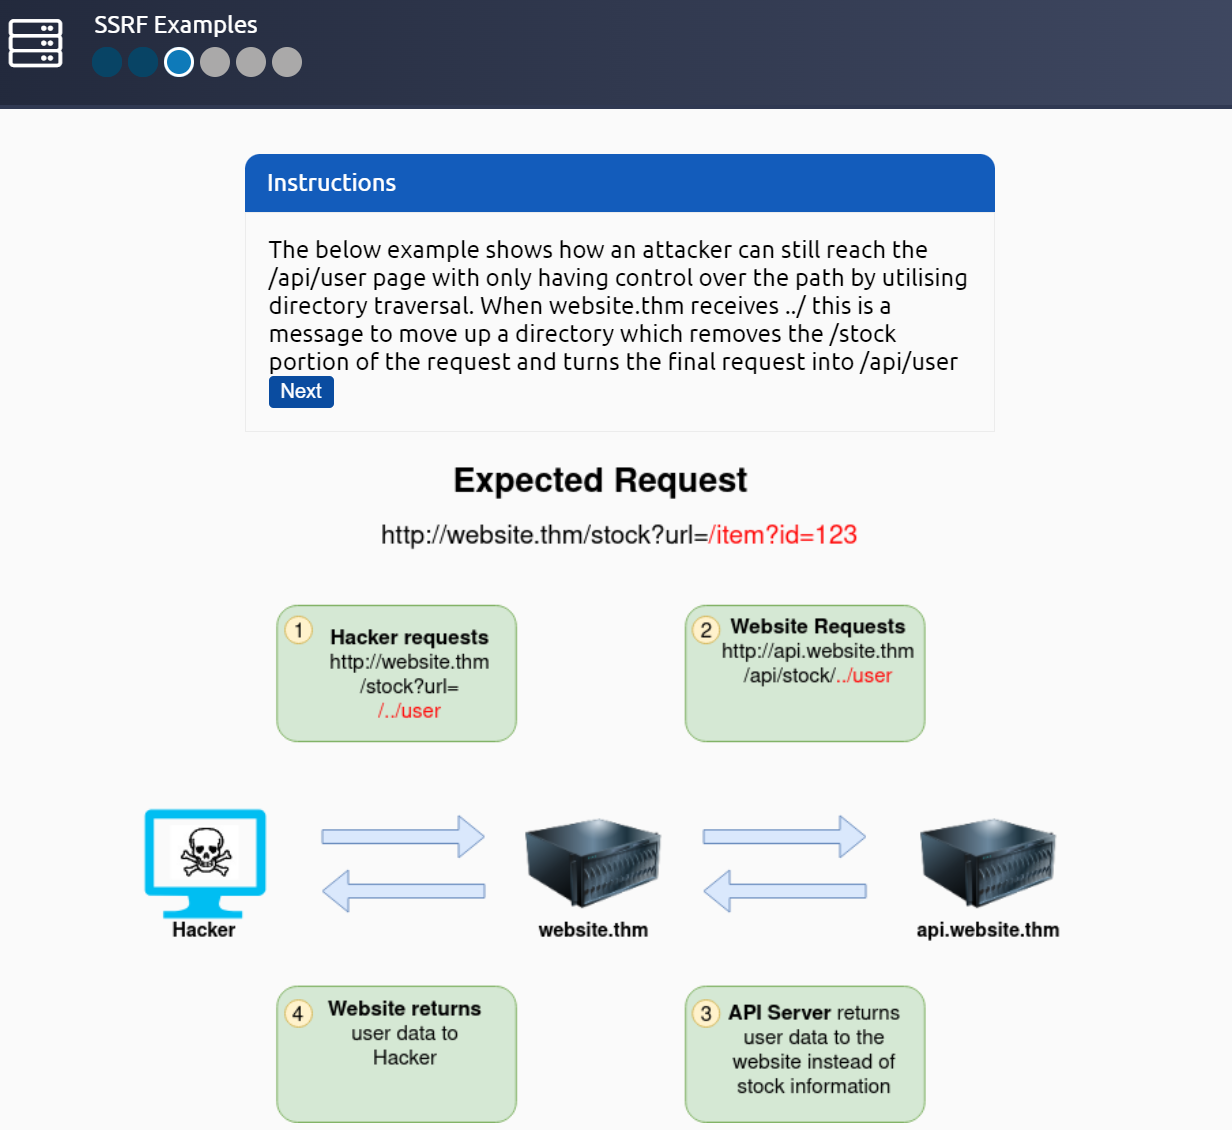 SSRF Examples
Instructions
The below example shows how an attacker can still reach the
/api/user page with only having control over the path by utilising
directory traversal. When website.thm receives ../ this is a
message to move up a directory which removes the /stock
portion of the request and turns the final request into /api/user
Next
Expected Request
http://website.thm/stock?url=/item?id=123
1
Hacker requests
http://website.thm
/stock?url=
/../user
2
Website Requests
http://api.website.thm
/api/stock/../user
Hacker
website.thm
api.website.thm
4
Website returns
user data to
Hacker
3
API Server returns
user data to the
website instead of
stock information